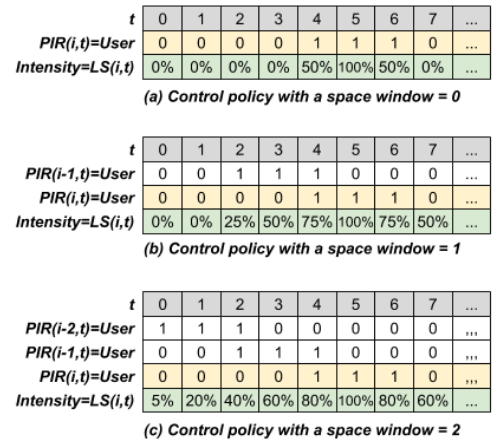 t 0 1 2 3 4 5 6 7 ...
PIR(i,t)=User 0 0 0 0 1 1 1 0 ...
Intensity=LS(i,t) 0% 0% 0% 0% 50% 100% 50% 0% ...
(a) Control policy with a space window = 0
t 0 1 2 3 4 5 6 7 ...
PIR(i-1,t)=User 0 0 1 1 1 0 0 0 ...
PIR(i,t)=User 0 0 0 0 1 1 1 0 ...
Intensity=LS(i,t) 0% 0% 25% 50% 75% 100% 75% 50% ...
(b) Control policy with a space window = 1
t 0 1 2 3 4 5 6 7 ...
PIR(i-2,t)=User 1 1 1 0 0 0 0 0 ,,,
PIR(i-1,t)=User 0 0 1 1 1 0 0 0 ,,,
PIR(i,t)=User 0 0 0 0 1 1 1 0 ,,,
Intensity=LS(i,t) 5% 20% 40% 60% 80% 100% 80% 60% ...
(c) Control policy with a space window = 2